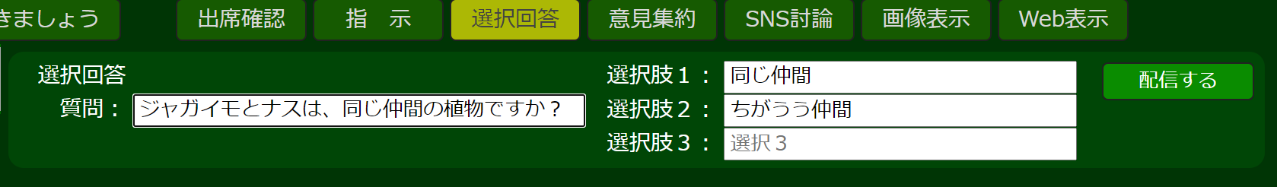 きましょう 出席確認 指　示 選択回答 意見集約 SNS討論 画像表示 Web表示
選択回答 選択肢１： 同じ仲間 配信する
質問： ジャガイモとナスは、同じ仲間の植物ですか？ 選択肢２： ちがうう仲間
選択肢３： 選択３